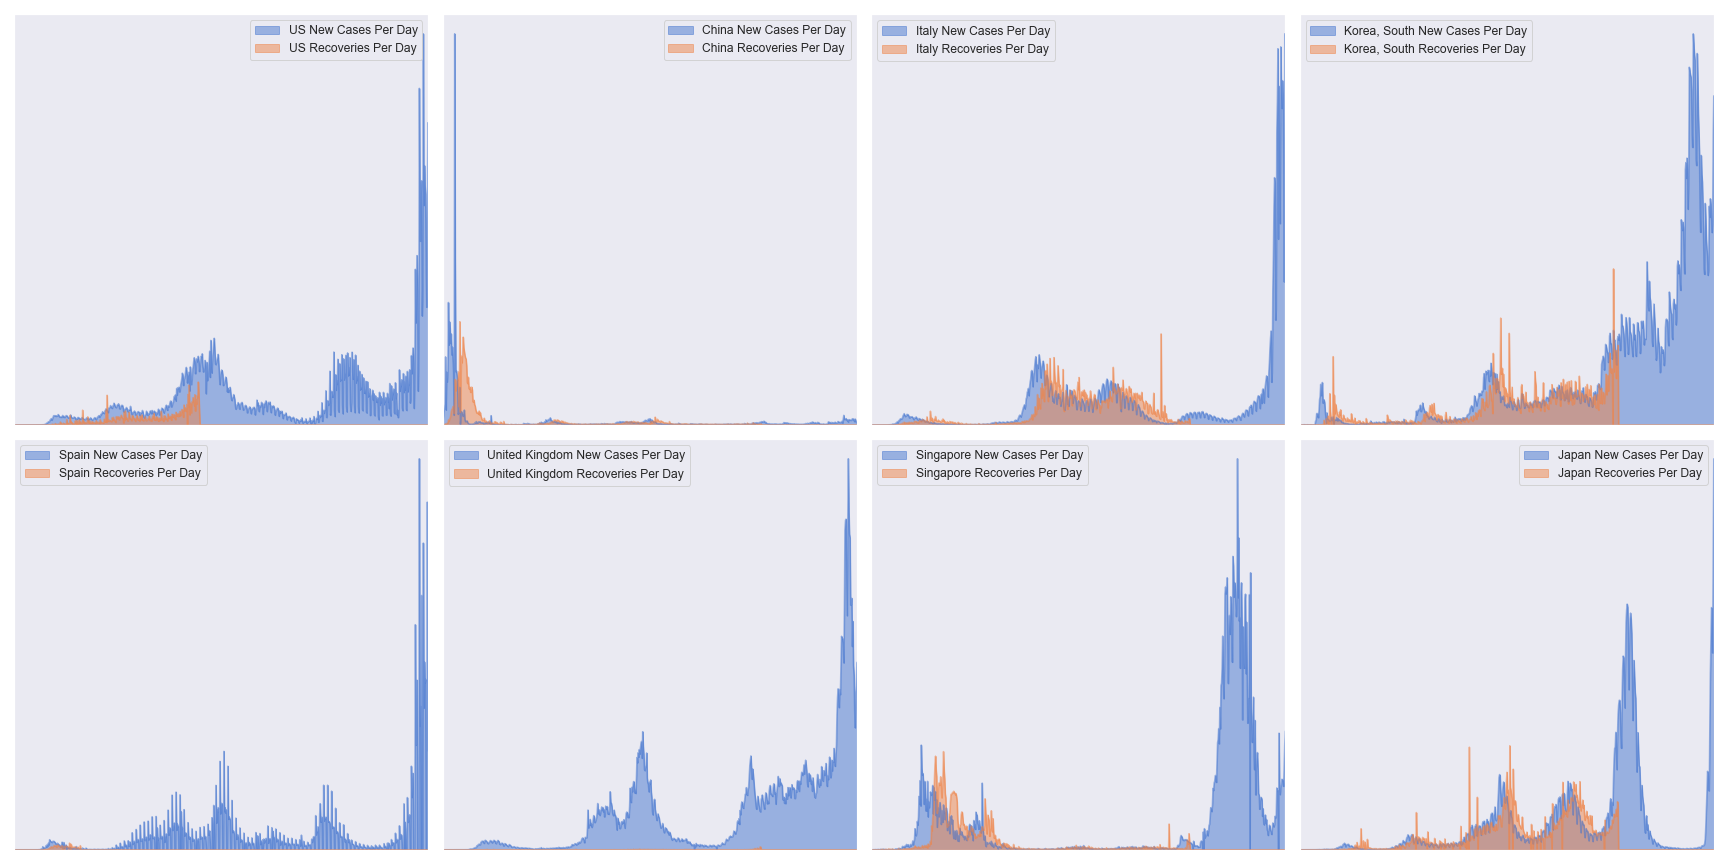 US New Cases Per Day
US Recoveries Per Day
China New Cases Per Day
China Recoveries Per Day
Italy New Cases Per Day
Italy Recoveries Per Day
Korea, South New Cases Per Day
Korea, South Recoveries Per Day
Spain New Cases Per Day
Spain Recoveries Per Day
United Kingdom New Cases Per Day
United Kingdom Recoveries Per Day
Singapore New Cases Per Day
Singapore Recoveries Per Day
Japan New Cases Per Day
Japan Recoveries Per Day